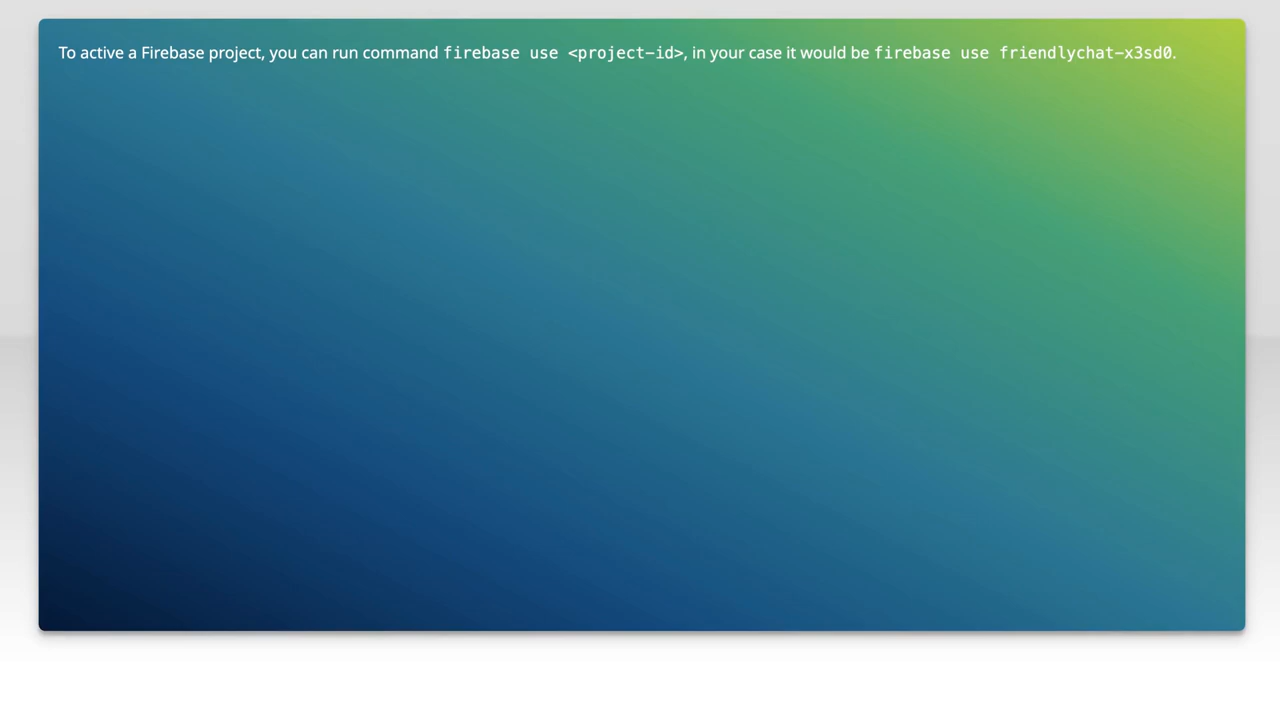 To active a Firebase project, you can run command firebase use <project-id>, in your case it would be firebase use friendlychat-x3sd0.